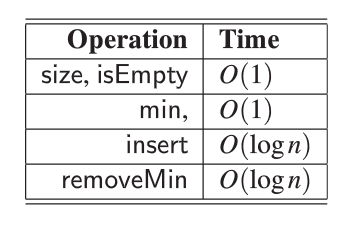 Operation Time
size, isEmpty O(1)
min, O(1)
insert O(log n)
removeMin O(log n)